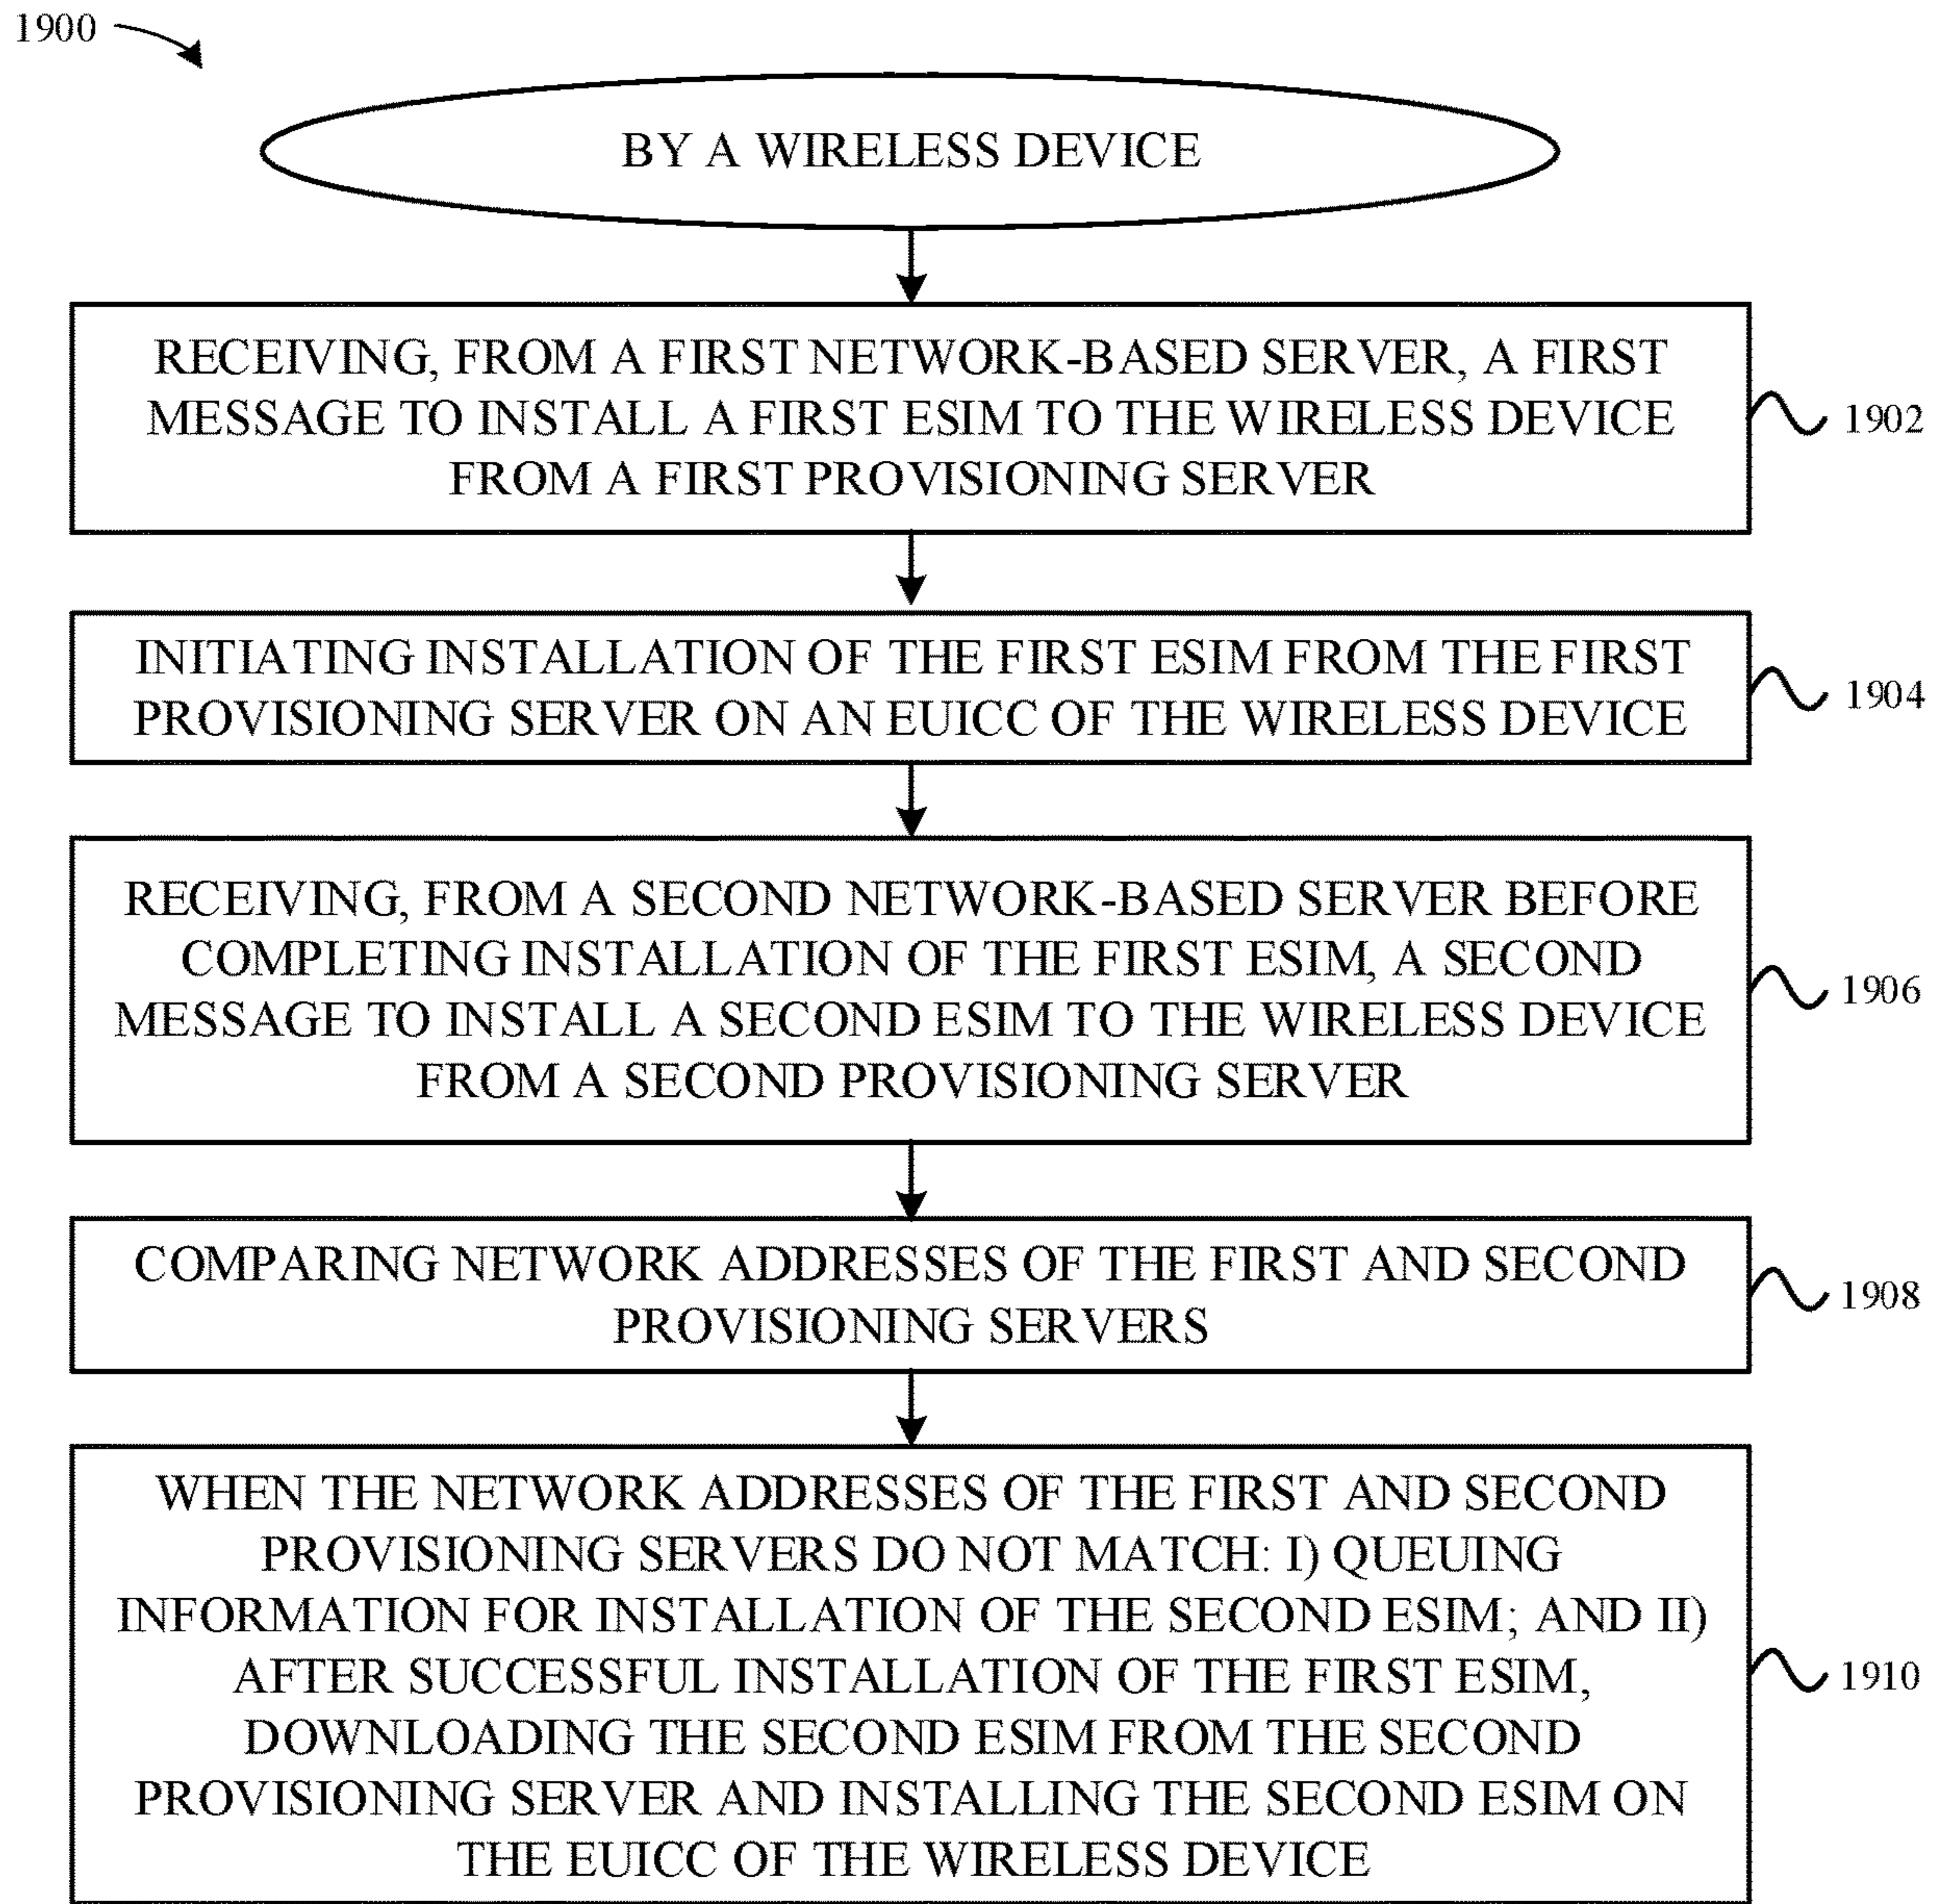 1900
BY A WIRELESS DEVICE
RECEIVING, FROM A FIRST NETWORK-BASED SERVER, A FIRST
MESSAGE TO INSTALL A FIRST ESIM TO THE WIRELESS DEVICE
FROM A FIRST PROVISIONING SERVER
1902
INITIATING INSTALLATION OF THE FIRST ESIM FROM THE FIRST
PROVISIONING SERVER ON AN EUICC OF THE WIRELESS DEVICE
1904
RECEIVING, FROM A SECOND NETWORK-BASED SERVER BEFORE
COMPLETING INSTALLATION OF THE FIRST ESIM, A SECOND
MESSAGE TO INSTALL A SECOND ESIM TO THE WIRELESS DEVICE
FROM A SECOND PROVISIONING SERVER
1906
COMPARING NETWORK ADDRESSES OF THE FIRST AND SECOND
PROVISIONING SERVERS
1908
WHEN THE NETWORK ADDRESSES OF THE FIRST AND SECOND
PROVISIONING SERVERS DO NOT MATCH: I) QUEUING
INFORMATION FOR INSTALLATION OF THE SECOND ESIM; AND II)
AFTER SUCCESSFUL INSTALLATION OF THE FIRST ESIM,
DOWNLOADING THE SECOND ESIM FROM THE SECOND
PROVISIONING SERVER AND INSTALLING THE SECOND ESIM ON
THE EUICC OF THE WIRELESS DEVICE
1910